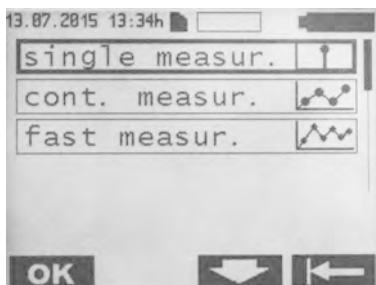 13.07.2015 13:34h
single measur.
cont. measur.
fast measur.
OK